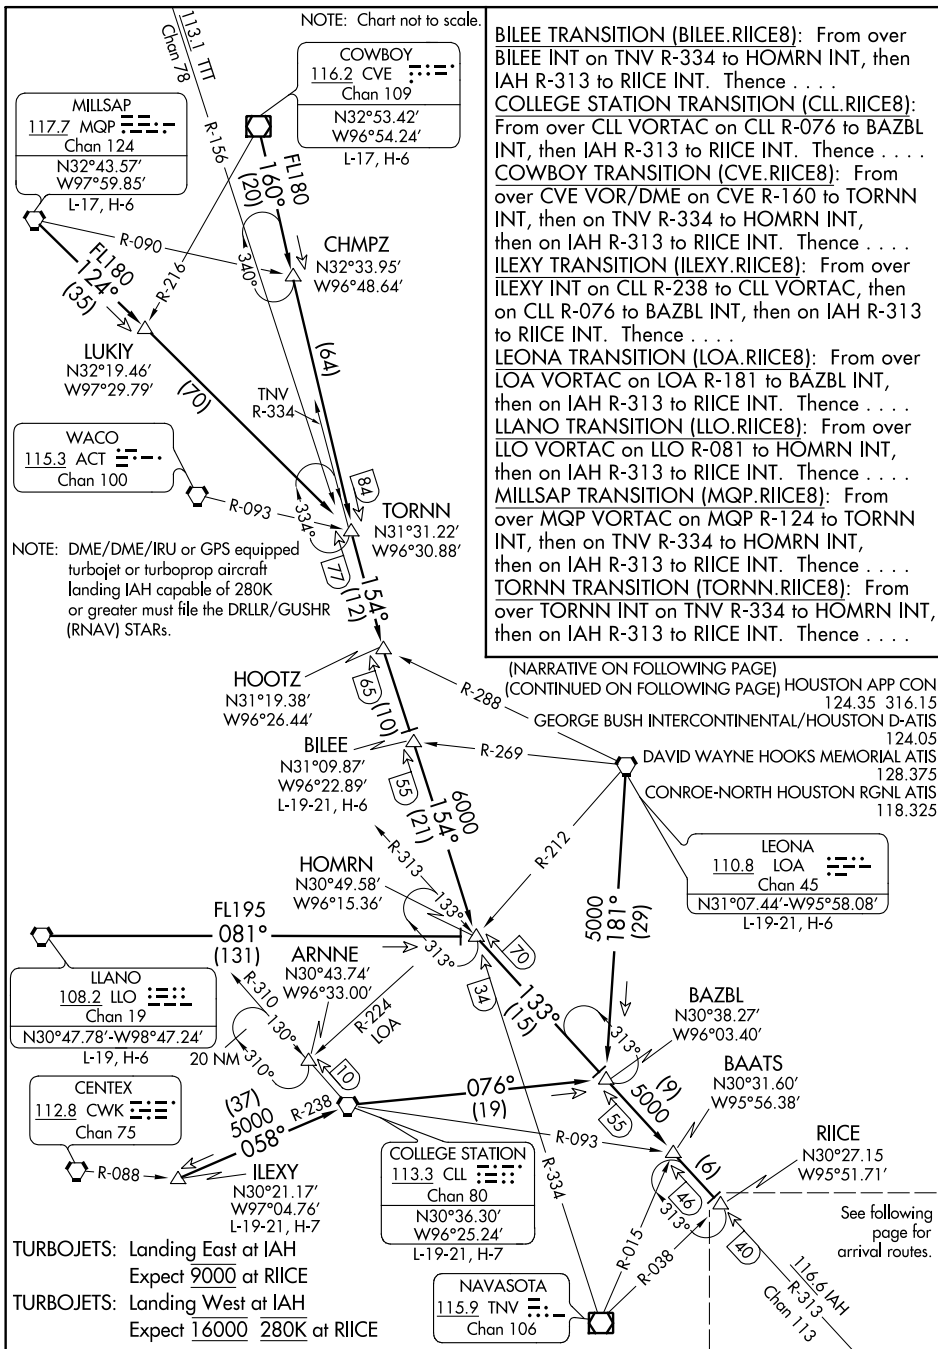 NOTE: Chart not to scale.
113.1 TTT
Chan 78
R-156
COWBOY
116.2 CVE
Chan 109
N32°53.42'
W96°54.24'
L-17, H-6
MILLSAP
117.7 MQP
Chan 124
N32°43.57'
W97°59.85'
L-17, H-6
FL180
160°
(20)
R-090
R-216
340°
CHMPZ
N32°33.95'
W96°48.64'
FL180
124°
(35)
LUKIY
N32°19.46'
W97°29.79'
(70)
(64)
TNV
R-334
WACO
115.3 ACT
Chan 100
R-093
334°
84
TORNN
N31°31.22'
W96°30.88'
NOTE: DME/DME/IRU or GPS equipped
turbojet or turboprop aircraft
landing IAH capable of 280K
or greater must file the DRLLR/GUSHR
(RNAV) STARs.
77
154°
(12)
HOOTZ
N31°19.38'
W96°26.44'
65
(10)
R-288
BILEE
N31°09.87'
W96°22.89'
L-19-21, H-6
R-269
55
6000
154°
(21)
BILEE TRANSITION (BILEE.RIICE8): From over
BILEE INT on TNV R-334 to HOMRN INT, then
IAH R-313 to RIICE INT. Thence . . . .
COLLEGE STATION TRANSITION (CLL.RIICE8):
From over CLL VORTAC on CLL R-076 to BAZBL
INT, then IAH R-313 to RIICE INT. Thence . . . .
COWBOY TRANSITION (CVE.RIICE8): From
over CVE VOR/DME on CVE R-160 to TORNN
INT, then on TNV R-334 to HOMRN INT,
then on IAH R-313 to RIICE INT. Thence . . . .
ILEXY TRANSITION (ILEXY.RIICE8): From over
ILEXY INT on CLL R-238 to CLL VORTAC, then
on CLL R-076 to BAZBL INT, then on IAH R-313
to RIICE INT. Thence . . . .
LEONA TRANSITION (LOA.RIICE8): From over
LOA VORTAC on LOA R-181 to BAZBL INT,
then on IAH R-313 to RIICE INT. Thence . . . .
LLANO TRANSITION (LLO.RIICE8): From over
LLO VORTAC on LLO R-081 to HOMRN INT,
then on IAH R-313 to RIICE INT. Thence . . . .
MILLSAP TRANSITION (MQP.RIICE8): From
over MQP VORTAC on MQP R-124 to TORNN
INT, then on TNV R-334 to HOMRN INT,
then on IAH R-313 to RIICE INT. Thence . . . .
TORNN TRANSITION (TORNN.RIICE8): From
over TORNN INT on TNV R-334 to HOMRN INT,
then on IAH R-313 to RIICE INT. Thence . . . .
(NARRATIVE ON FOLLOWING PAGE)
(CONTINUED ON FOLLOWING PAGE)
HOUSTON APP CON
124.35 316.15
GEORGE BUSH INTERCONTINENTAL/HOUSTON D-ATIS
124.05
DAVID WAYNE HOOKS MEMORIAL ATIS
128.375
CONROE-NORTH HOUSTON RGNL ATIS
118.325
LEONA
110.8 LOA
Chan 45
N31°07.44'-W95°58.08'
L-19-21, H-6
R-212
5000
181°
(29)
R-313
HOMRN
N30°49.58'
W96°15.36'
133°
313°
70
34
FL195
081°
(131)
LLANO
108.2 LLO
Chan 19
N30°47.78'-W98°47.24'
L-19, H-6
ARNNE
N30°43.74'
W96°33.00'
R-310
130°
310°
20 NM
R-224
LOA
10
133°
(15)
313°
BAZBL
N30°38.27'
W96°03.40'
CENTEX
112.8 CWK
Chan 75
R-088
(37)
5000
058°
R-238
076°
(19)
ILEXY
N30°21.17'
W97°04.76'
L-19-21, H-7
COLLEGE STATION
113.3 CLL
Chan 80
N30°36.30'
W96°25.24'
L-19-21, H-7
R-093
R-334
55
(9)
5000
BAATS
N30°31.60'
W95°56.38'
(6)
46
313°
RIICE
N30°27.15
W95°51.71'
See following
page for
arrival routes.
40
116.6 IAH
R-313
Chan 113
R-015
R-038
NAVASOTA
115.9 TNV
Chan 106
TURBOJETS: Landing East at IAH
Expect 9000 at RIICE
TURBOJETS: Landing West at IAH
Expect 16000 280K at RIICE